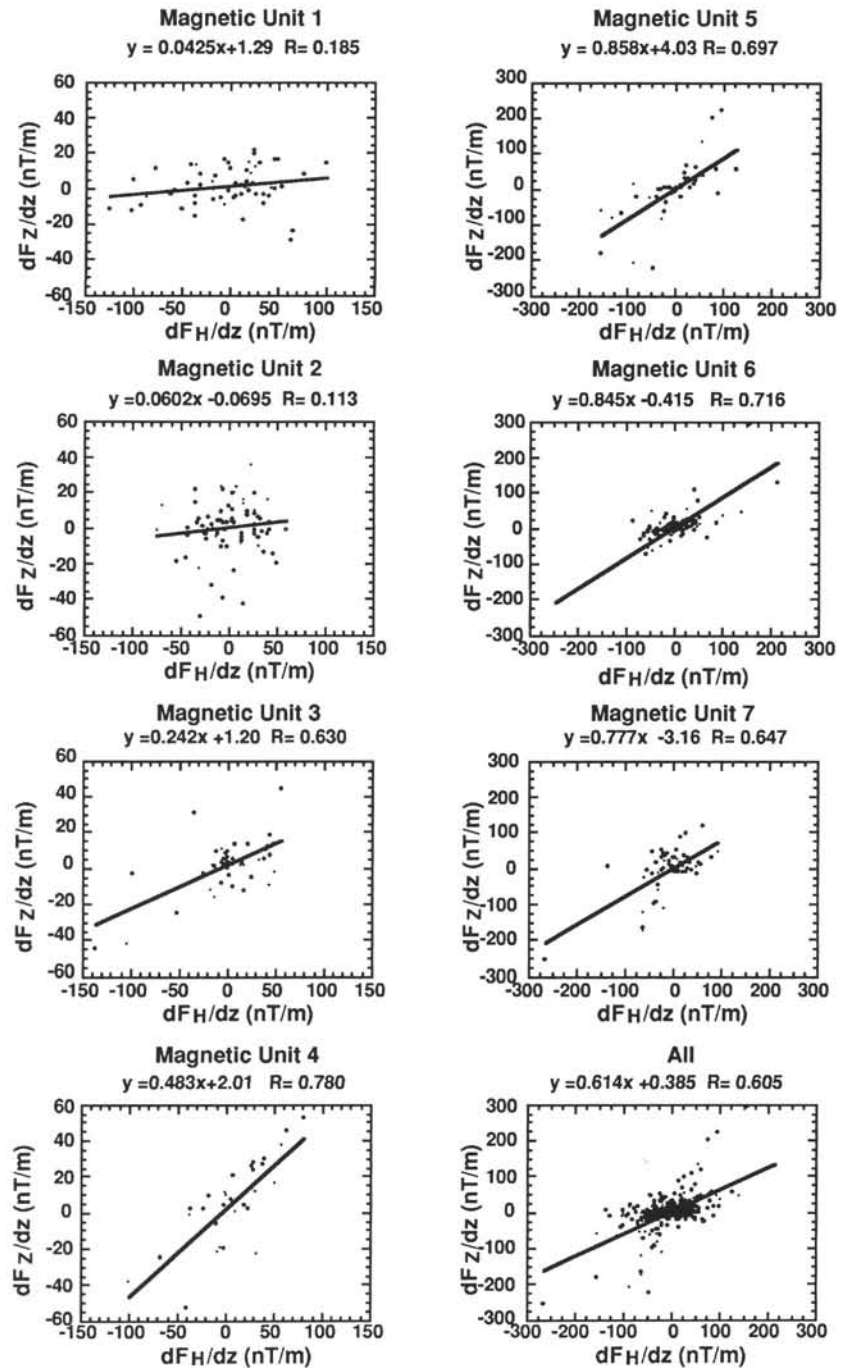 Magnetic Unit 1
y = 0.0425x+1.29 R= 0.185
60
40
20
0
-20
-40
-60
-150 -100 -50 0 50 100 150
dFz/dz (nT/m)
dFH/dz (nT/m)
Magnetic Unit 5
y = 0.858x+4.03 R= 0.697
300
200
100
0
-100
-200
-300
-300 -200 -100 0 100 200 300
dFz/dz (nT/m)
dFH/dz (nT/m)
Magnetic Unit 2
y =0.0602x -0.0695 R= 0.113
60
40
20
0
-20
-40
-60
-150 -100 -50 0 50 100 150
dFz/dz (nT/m)
dFH/dz (nT/m)
Magnetic Unit 6
y =0.845x -0.415 R= 0.716
300
200
100
0
-100
-200
-300
-300 -200 -100 0 100 200 300
dFz/dz (nT/m)
dFH/dz (nT/m)
Magnetic Unit 3
y =0.242x +1.20 R= 0.630
60
40
20
0
-20
-40
-60
-150 -100 -50 0 50 100 150
dFz/dz (nT/m)
dFH/dz (nT/m)
Magnetic Unit 7
y =0.777x -3.16 R= 0.647
300
200
100
0
-100
-200
-300
-300 -200 -100 0 100 200 300
dFz/dz (nT/m)
dFH/dz (nT/m)
Magnetic Unit 4
y =0.483x+2.01 R= 0.780
60
40
20
0
-20
-40
-60
-150 -100 -50 0 50 100 150
dFz/dz (nT/m)
dFH/dz (nT/m)
All
y =0.614x +0.385 R= 0.605
300
200
100
0
-100
-200
-300
-300 -200 -100 0 100 200 300
dFz/dz (nT/m)
dFH/dz (nT/m)